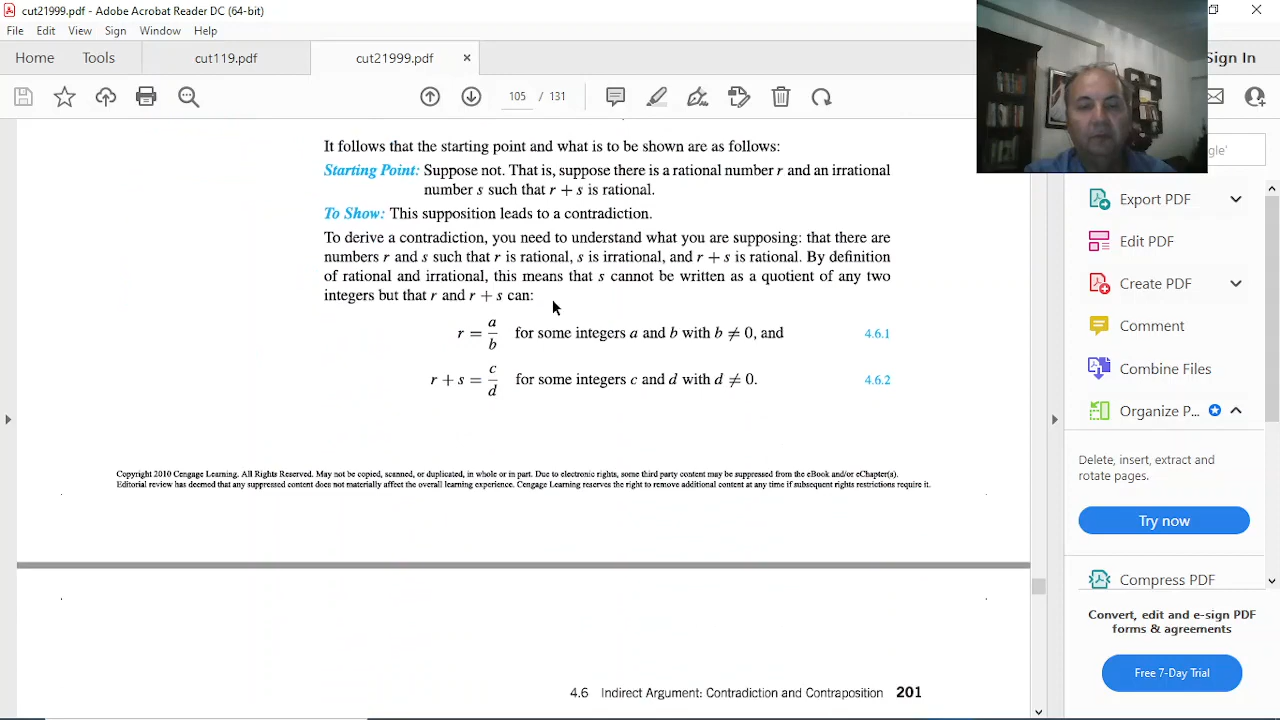 cut21999.pdf - Adobe Acrobat Reader DC (64-bit)
File Edit View Sign Window Help
Home Tools cut119.pdf cut21999.pdf × Sign In
105 / 131
It follows that the starting point and what is to be shown are as follows:
Starting Point: Suppose not. That is, suppose there is a rational number r and an irrational
number s such that r + s is rational.
To Show: This supposition leads to a contradiction.
To derive a contradiction, you need to understand what you are supposing: that there are
numbers r and s such that r is rational, s is irrational, and r + s is rational. By definition
of rational and irrational, this means that s cannot be written as a quotient of any two
integers but that r and r + s can:
r = a/b for some integers a and b with b ≠ 0, and 4.6.1
r + s = c/d for some integers c and d with d ≠ 0. 4.6.2
Copyright 2010 Cengage Learning. All Rights Reserved. May not be copied, scanned, or duplicated, in whole or in part. Due to electronic rights, some third party content may be suppressed from the eBook and/or eChapter(s).
Editorial review has deemed that any suppressed content does not materially affect the overall learning experience. Cengage Learning reserves the right to remove additional content at any time if subsequent rights restrictions require it.
4.6 Indirect Argument: Contradiction and Contraposition 201
Export PDF
Edit PDF
Create PDF
Comment
Combine Files
Organize P...
Delete, insert, extract and
rotate pages.
Try now
Compress PDF
Convert, edit and e-sign PDF
forms & agreements
Free 7-Day Trial